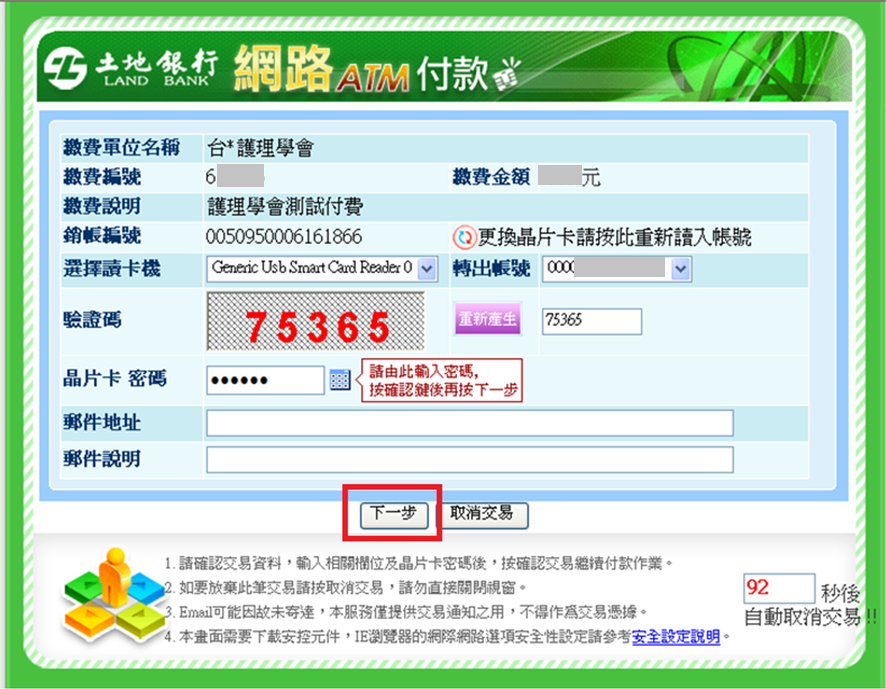 土地銀行 網路ATM付款
LAND BANK
繳費單位名稱 台*護理學會
繳費編號 6 繳費金額 元
繳費說明 護理學會測試付費
銷帳編號 0050950006161866 更換晶片卡請按此重新讀入帳號
選擇讀卡機 Generic Usb Smart Card Reader 0 轉出帳號 0000
驗證碼 75365 重新產生 75365
晶片卡 密碼 ●●●●●● 請由此輸入密碼,
按確認鍵後再按下一步
郵件地址
郵件說明
下一步 取消交易
1. 請確認交易資料，輸入相關欄位及晶片卡密碼後，按確認交易繼續付款作業。
2. 如要放棄此筆交易請按取消交易，請勿直接關閉視窗。
3. Email可能因故未寄達，本服務僅提供交易通知之用，不得作為交易憑據。
4. 本畫面需要下載安控元件，IE瀏覽器的網際網路選項安全性設定請參考安全設定說明。
92 秒後
自動取消交易!!